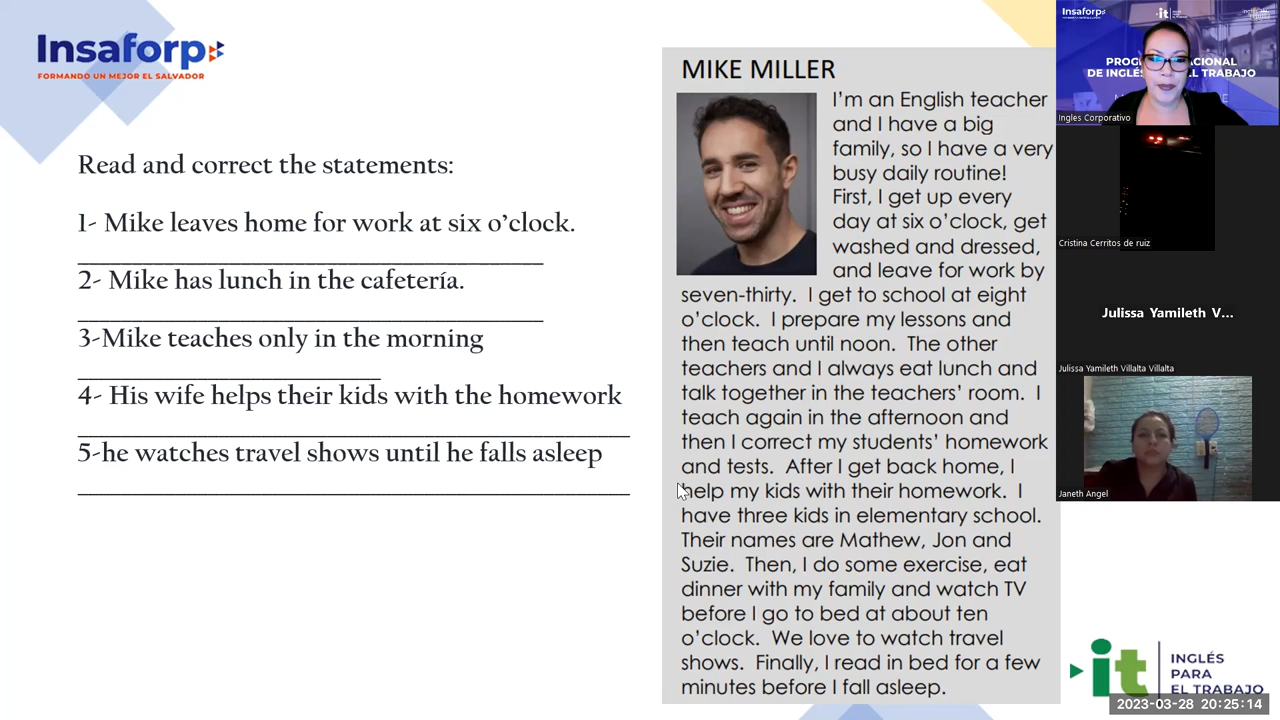 Insaforp
FORMANDO UN MEJOR EL SALVADOR
Read and correct the statements:
1- Mike leaves home for work at six o'clock.
2- Mike has lunch in the cafetería.
3-Mike teaches only in the morning
4- His wife helps their kids with the homework
5-he watches travel shows until he falls asleep
MIKE MILLER
I'm an English teacher
and I have a big
family, so I have a very
busy daily routine!
First, I get up every
day at six o'clock, get
washed and dressed,
and leave for work by
seven-thirty. I get to school at eight
o'clock. I prepare my lessons and
then teach until noon. The other
teachers and I always eat lunch and
talk together in the teachers' room. I
teach again in the afternoon and
then I correct my students' homework
and tests. After I get back home, I
help my kids with their homework. I
have three kids in elementary school.
Their names are Mathew, Jon and
Suzie. Then, I do some exercise, eat
dinner with my family and watch TV
before I go to bed at about ten
o'clock. We love to watch travel
shows. Finally, I read in bed for a few
minutes before I fall asleep.
Insaforp
it
DE INGLÉS
EL TRABAJO
Ingles Corporativo
Cristina Cerritos de ruiz
Julissa Yamileth V...
Julissa Yamileth Villalta Villalta
Janeth Angel
it
INGLÉS
PARA
EL TRABAJO
2023-03-28 20:25:14